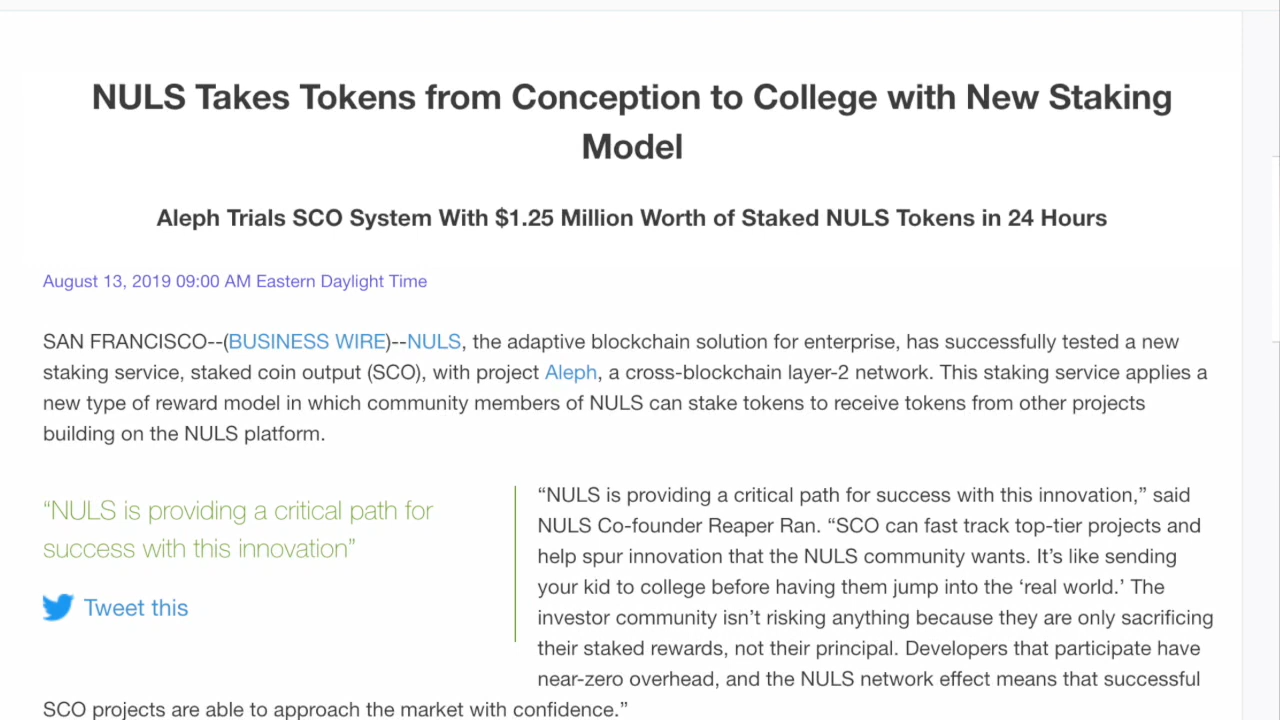 NULS Takes Tokens from Conception to College with New Staking
Model
Aleph Trials SCO System With $1.25 Million Worth of Staked NULS Tokens in 24 Hours
August 13, 2019 09:00 AM Eastern Daylight Time
SAN FRANCISCO--(BUSINESS WIRE)--NULS, the adaptive blockchain solution for enterprise, has successfully tested a new
staking service, staked coin output (SCO), with project Aleph, a cross-blockchain layer-2 network. This staking service applies a
new type of reward model in which community members of NULS can stake tokens to receive tokens from other projects
building on the NULS platform.
“NULS is providing a critical path for
success with this innovation”
Tweet this
“NULS is providing a critical path for success with this innovation,” said
NULS Co-founder Reaper Ran. “SCO can fast track top-tier projects and
help spur innovation that the NULS community wants. It’s like sending
your kid to college before having them jump into the ‘real world.’ The
investor community isn’t risking anything because they are only sacrificing
their staked rewards, not their principal. Developers that participate have
near-zero overhead, and the NULS network effect means that successful
SCO projects are able to approach the market with confidence.”